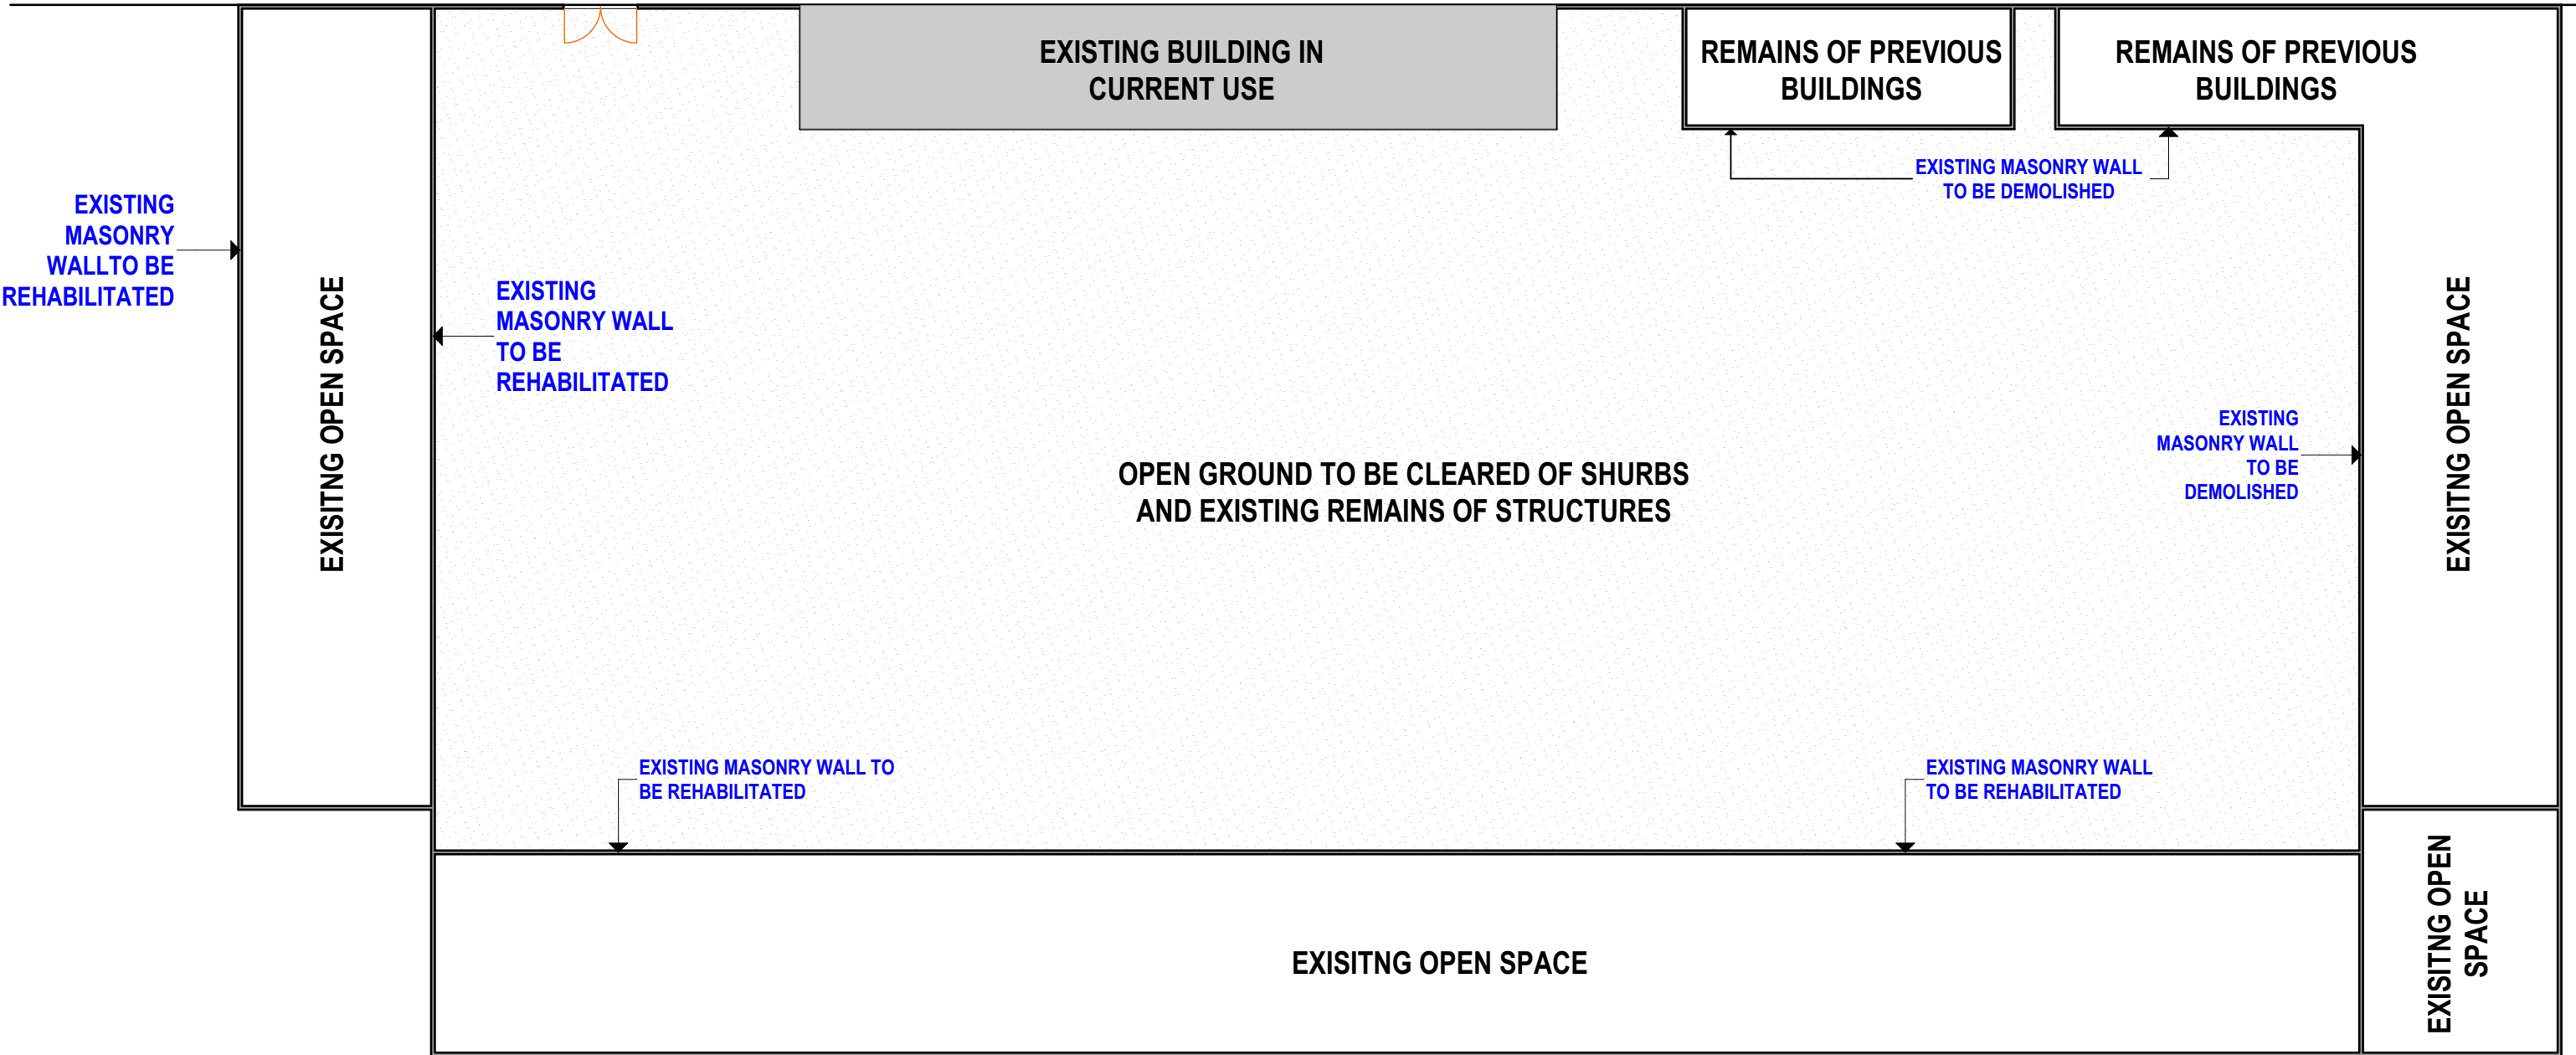 EXISTING BUILDING IN
CURRENT USE
REMAINS OF PREVIOUS
BUILDINGS
REMAINS OF PREVIOUS
BUILDINGS
EXISTING MASONRY WALL
TO BE DEMOLISHED
EXISTING
MASONRY
WALLTO BE
REHABILITATED
EXISITNG OPEN SPACE
EXISTING
MASONRY WALL
TO BE
REHABILITATED
OPEN GROUND TO BE CLEARED OF SHURBS
AND EXISTING REMAINS OF STRUCTURES
EXISTING
MASONRY WALL
TO BE
DEMOLISHED
EXISITNG OPEN SPACE
EXISTING MASONRY WALL TO
BE REHABILITATED
EXISTING MASONRY WALL
TO BE REHABILITATED
EXISITNG OPEN SPACE
EXISITNG OPEN
SPACE